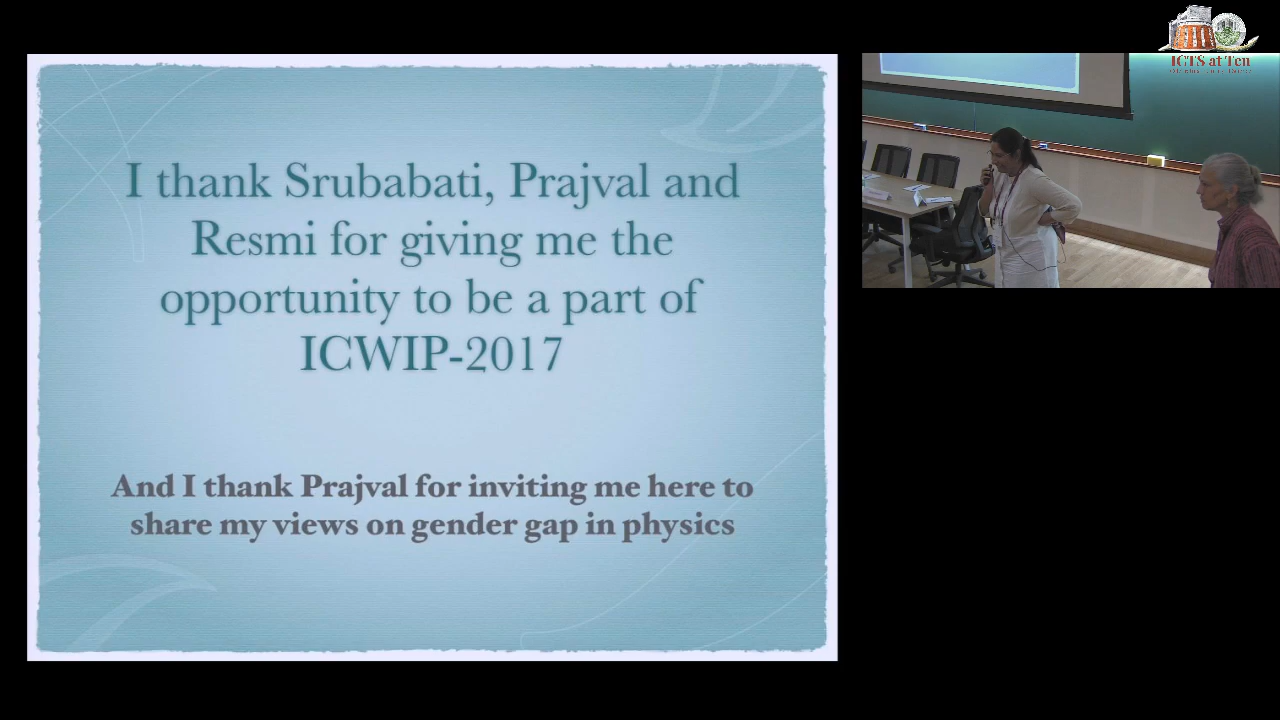 I thank Srubabati, Prajval and
Resmi for giving me the
opportunity to be a part of
ICWIP-2017
And I thank Prajval for inviting me here to
share my views on gender gap in physics
ICTS at Ten